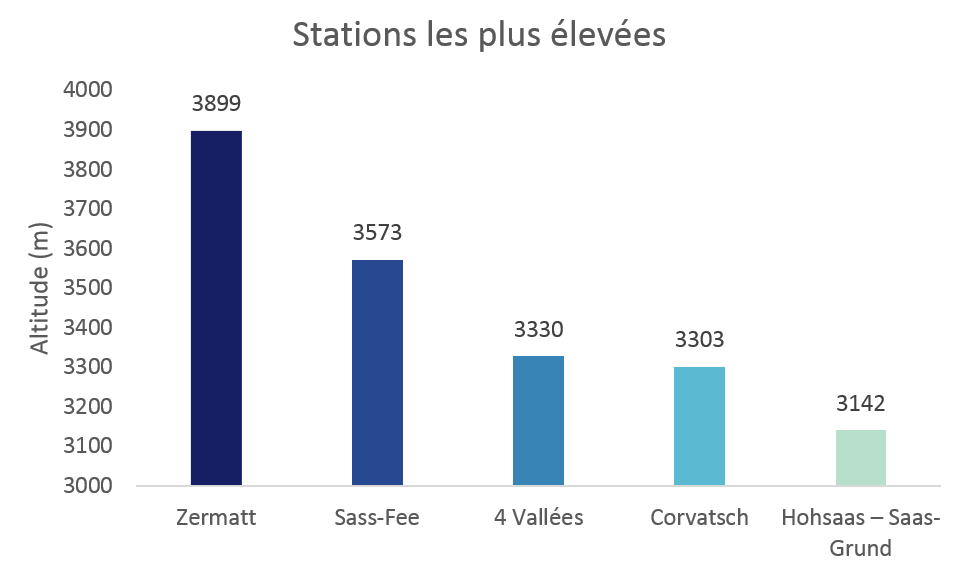 Stations les plus élevées
Altitude (m)
4000
3900
3800
3700
3600
3500
3400
3300
3200
3100
3000
3899
3573
3330
3303
3142
Zermatt
Sass-Fee
4 Vallées
Corvatsch
Hohsaas – Saas-
Grund